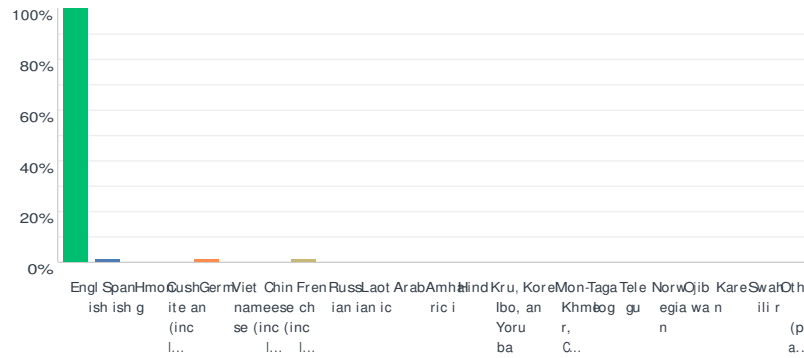 100%
80%
60%
40%
20%
0%
Engl Span Hmon Cush Germ Viet Chin Fren Russ Laot Arab Amha Hind Kru, Kore Mon- Taga Tele Norw Ojib Kare Swah Oth
ish ish g ite an name ese ch ian ian ic ric i Ibo, an Khme log gu egia wa n ili r
(inc se (inc (inc Yoru r, n (p
l... l... l... ba C... a..